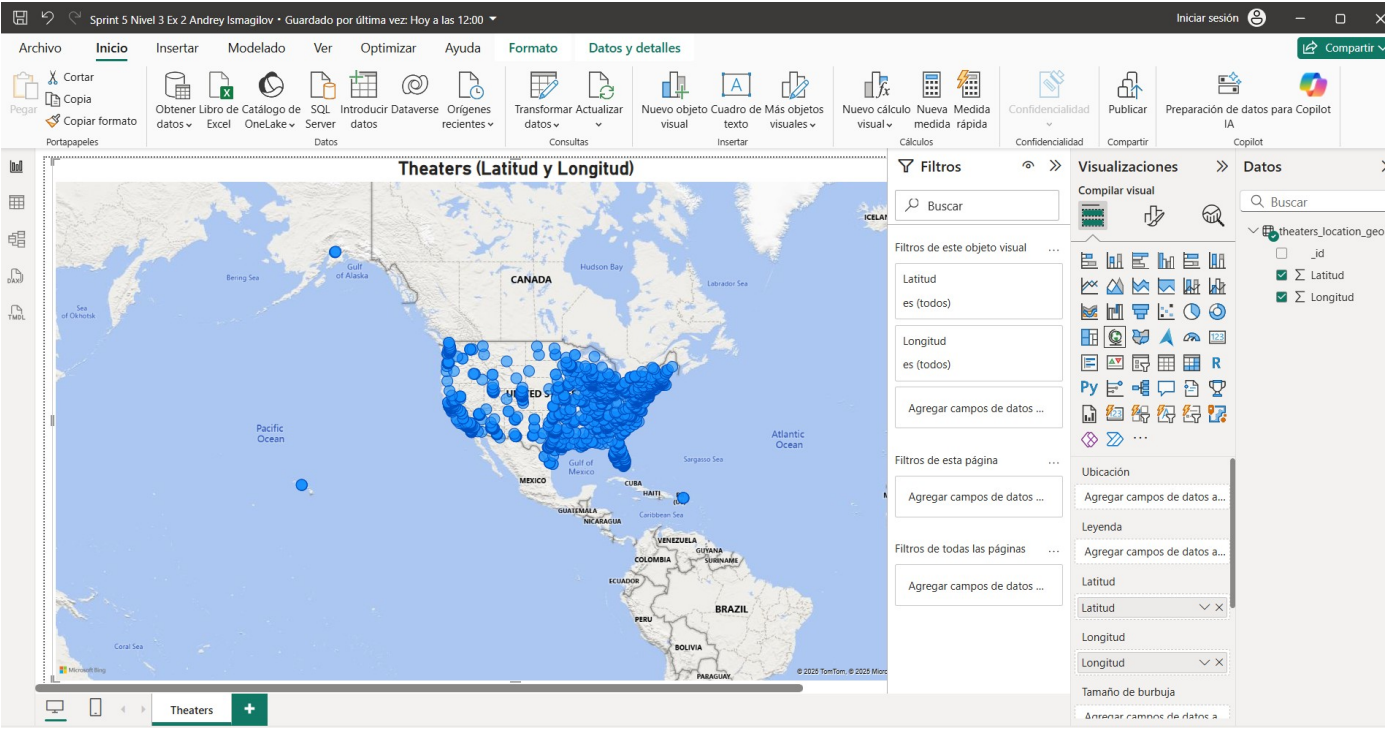 Sprint 5 Nivel 3 Ex 2 Andrey Ismagilov • Guardado por última vez: Hoy a las 12:00
Iniciar sesión
Archivo Inicio Insertar Modelado Ver Optimizar Ayuda Formato Datos y detalles
Compartir
Pegar
Cortar
Copia
Copiar formato
Portapapeles
Obtener datos
Libro de Excel
Catálogo de OneLake
SQL Server
Introducir datos
Dataverse
Orígenes recientes
Datos
Transformar datos
Actualizar
Consultas
Nuevo objeto visual
Cuadro de texto
Más objetos visuales
Insertar
Nuevo cálculo visual
Nueva medida
Medida rápida
Cálculos
Confidencialidad
Confidencialidad
Publicar
Compartir
Preparación de datos para IA
Copilot
Copilot
Theaters (Latitud y Longitud)
Bering Sea
Gulf of Alaska
Sea of Okhotsk
CANADA
Hudson Bay
Labrador Sea
Pacific Ocean
Atlantic Ocean
Sargasso Sea
Gulf of Mexico
MEXICO
CUBA
HAITI
GUATEMALA
NICARAGUA
Caribbean Sea
VENEZUELA
GUYANA
SURINAME
COLOMBIA
ECUADOR
PERU
BRAZIL
BOLIVIA
PARAGUAY
Coral Sea
Microsoft Bing
© 2025 TomTom, © 2025 Micro
Filtros
Buscar
Filtros de este objeto visual ...
Latitud
es (todos)
Longitud
es (todos)
Agregar campos de datos ...
Filtros de esta página ...
Agregar campos de datos ...
Filtros de todas las páginas ...
Agregar campos de datos ...
Visualizaciones
Compilar visual
123
R
Py
...
Ubicación
Agregar campos de datos a...
Leyenda
Agregar campos de datos a...
Latitud
Latitud
Longitud
Longitud
Tamaño de burbuja
Agregar campos de datos a
Datos
Buscar
theaters_location_geo
_id
Latitud
Longitud
DAX
TMDL
Theaters